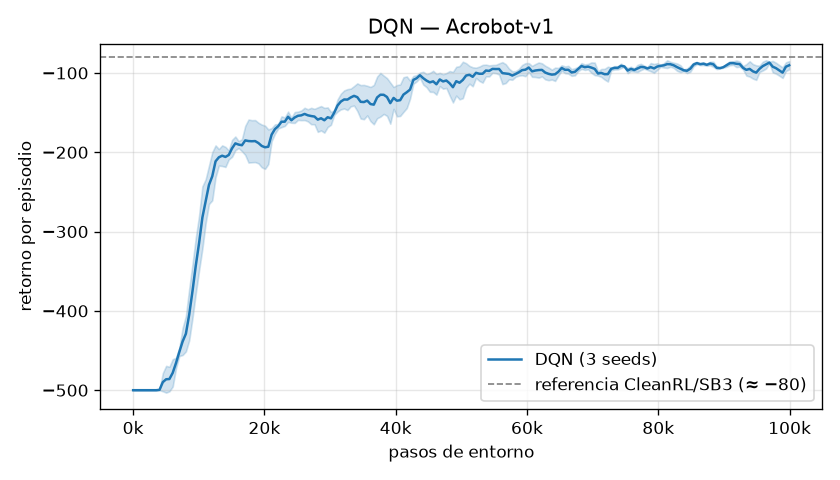 DQN — Acrobot-v1
retorno por episodio
−100
−200
−300
−400
−500
0k 20k 40k 60k 80k 100k
pasos de entorno
DQN (3 seeds)
referencia CleanRL/SB3 (≈ −80)